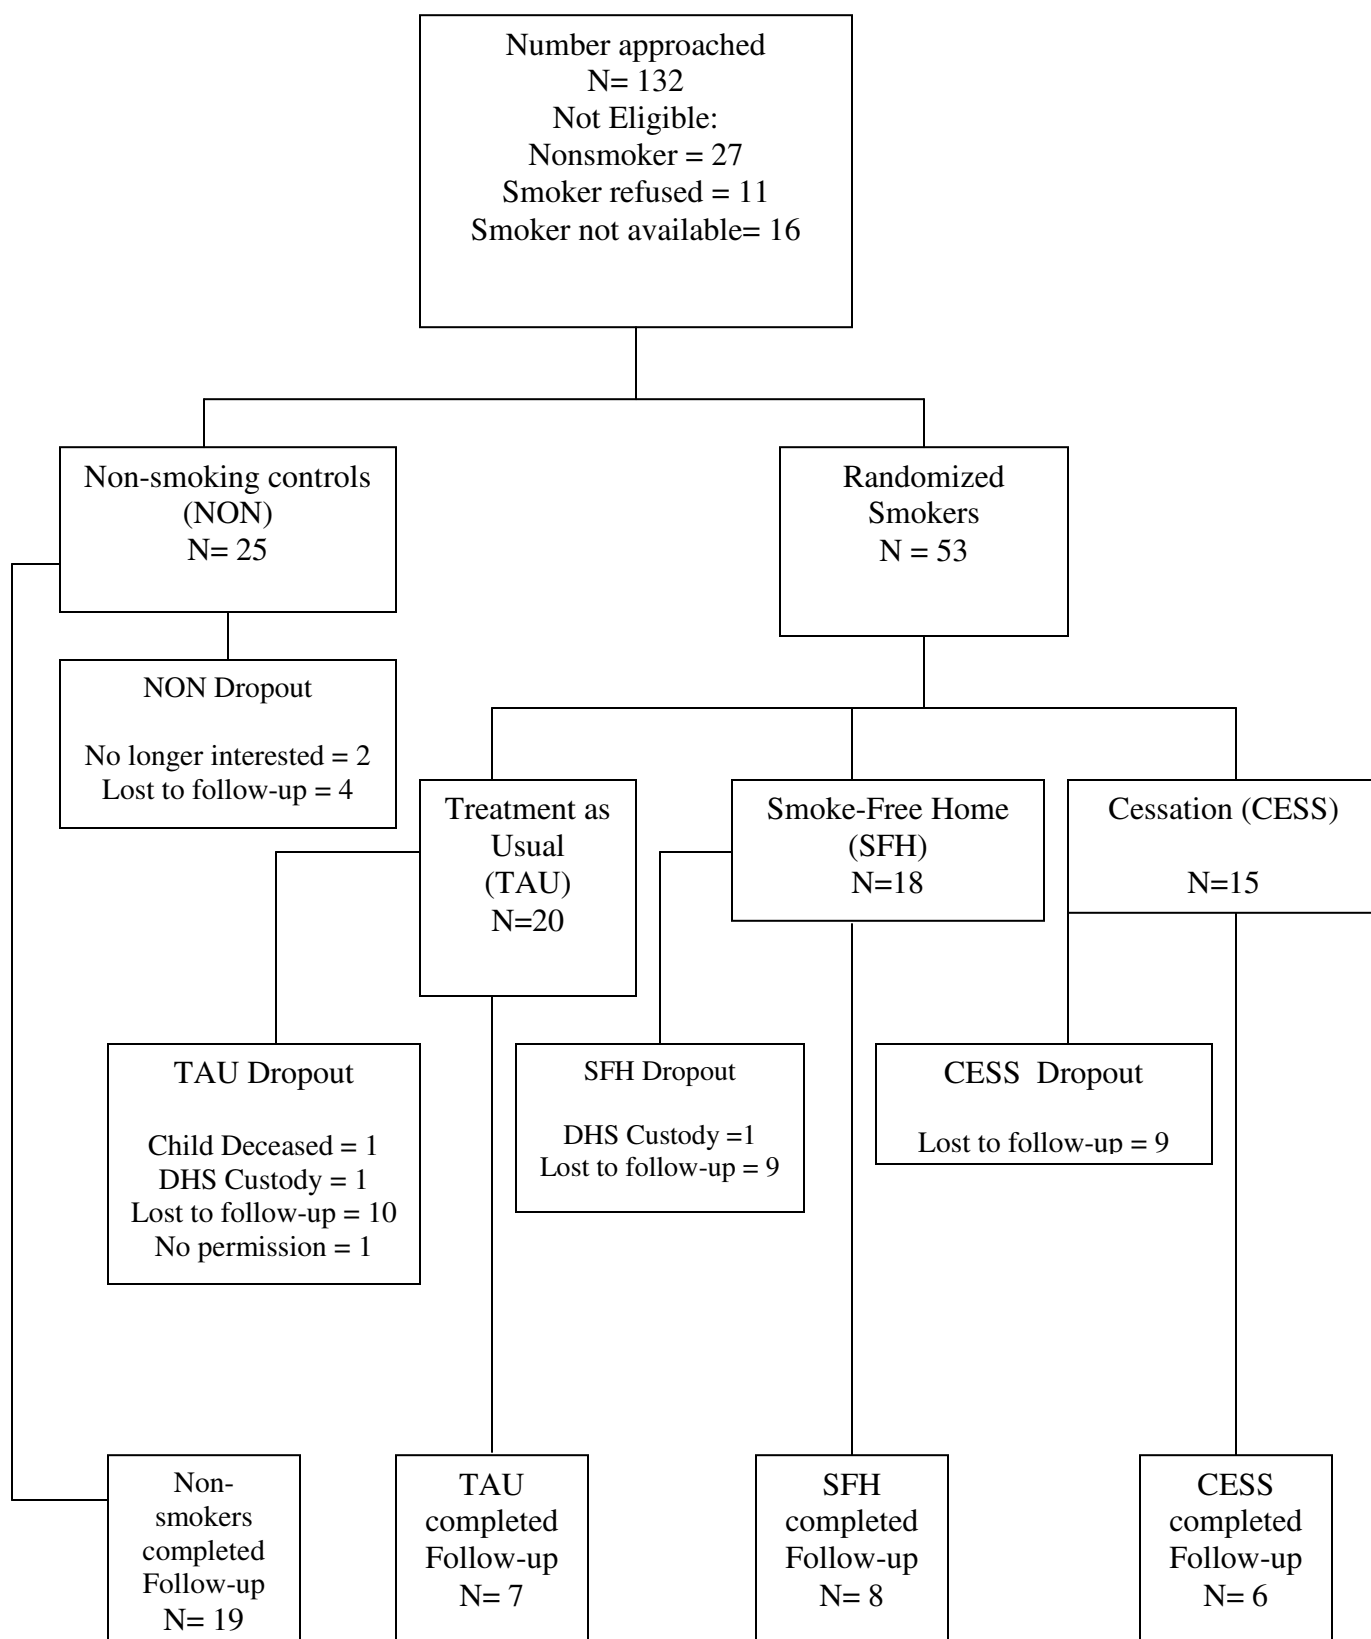 Number approached
N= 132
Not Eligible:
Nonsmoker = 27
Smoker refused = 11
Smoker not available= 16
Non-smoking controls
(NON)
N= 25
Randomized
Smokers
N = 53
NON Dropout
No longer interested = 2
Lost to follow-up = 4
Treatment as
Usual
(TAU)
N=20
Smoke-Free Home
(SFH)
N=18
Cessation (CESS)
N=15
TAU Dropout
Child Deceased = 1
DHS Custody = 1
Lost to follow-up = 10
No permission = 1
SFH Dropout
DHS Custody =1
Lost to follow-up = 9
CESS  Dropout
Lost to follow-up = 9
Non-
smokers
completed
Follow-up
N= 19
TAU
completed
Follow-up
N= 7
SFH
completed
Follow-up
N= 8
CESS
completed
Follow-up
N= 6